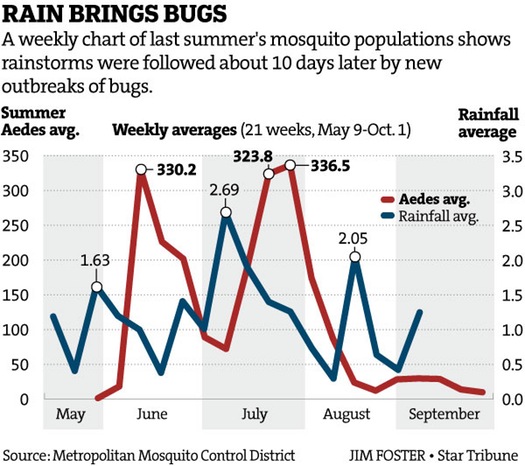 RAIN BRINGS BUGS
A weekly chart of last summer's mosquito populations shows
rainstorms were followed about 10 days later by new
outbreaks of bugs.
Summer
Aedes avg.
Weekly averages (21 weeks, May 9-Oct. 1)
Rainfall
average
350
300
250
200
150
100
50
0
3.5
3.0
2.5
2.0
1.5
1.0
0.5
0.0
1.63
330.2
2.69
323.8
336.5
2.05
Aedes avg.
Rainfall avg.
May
June
July
August
September
Source: Metropolitan Mosquito Control District
JIM FOSTER • Star Tribune